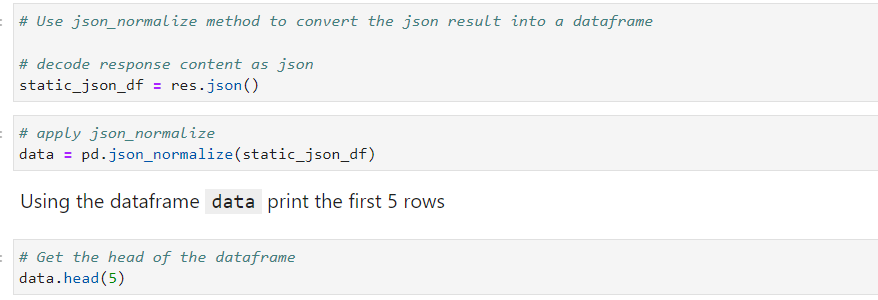 # Use json_normalize method to convert the json result into a dataframe
# decode response content as json
static_json_df = res.json()
# apply json_normalize
data = pd.json_normalize(static_json_df)
Using the dataframe data print the first 5 rows
# Get the head of the dataframe
data.head(5)